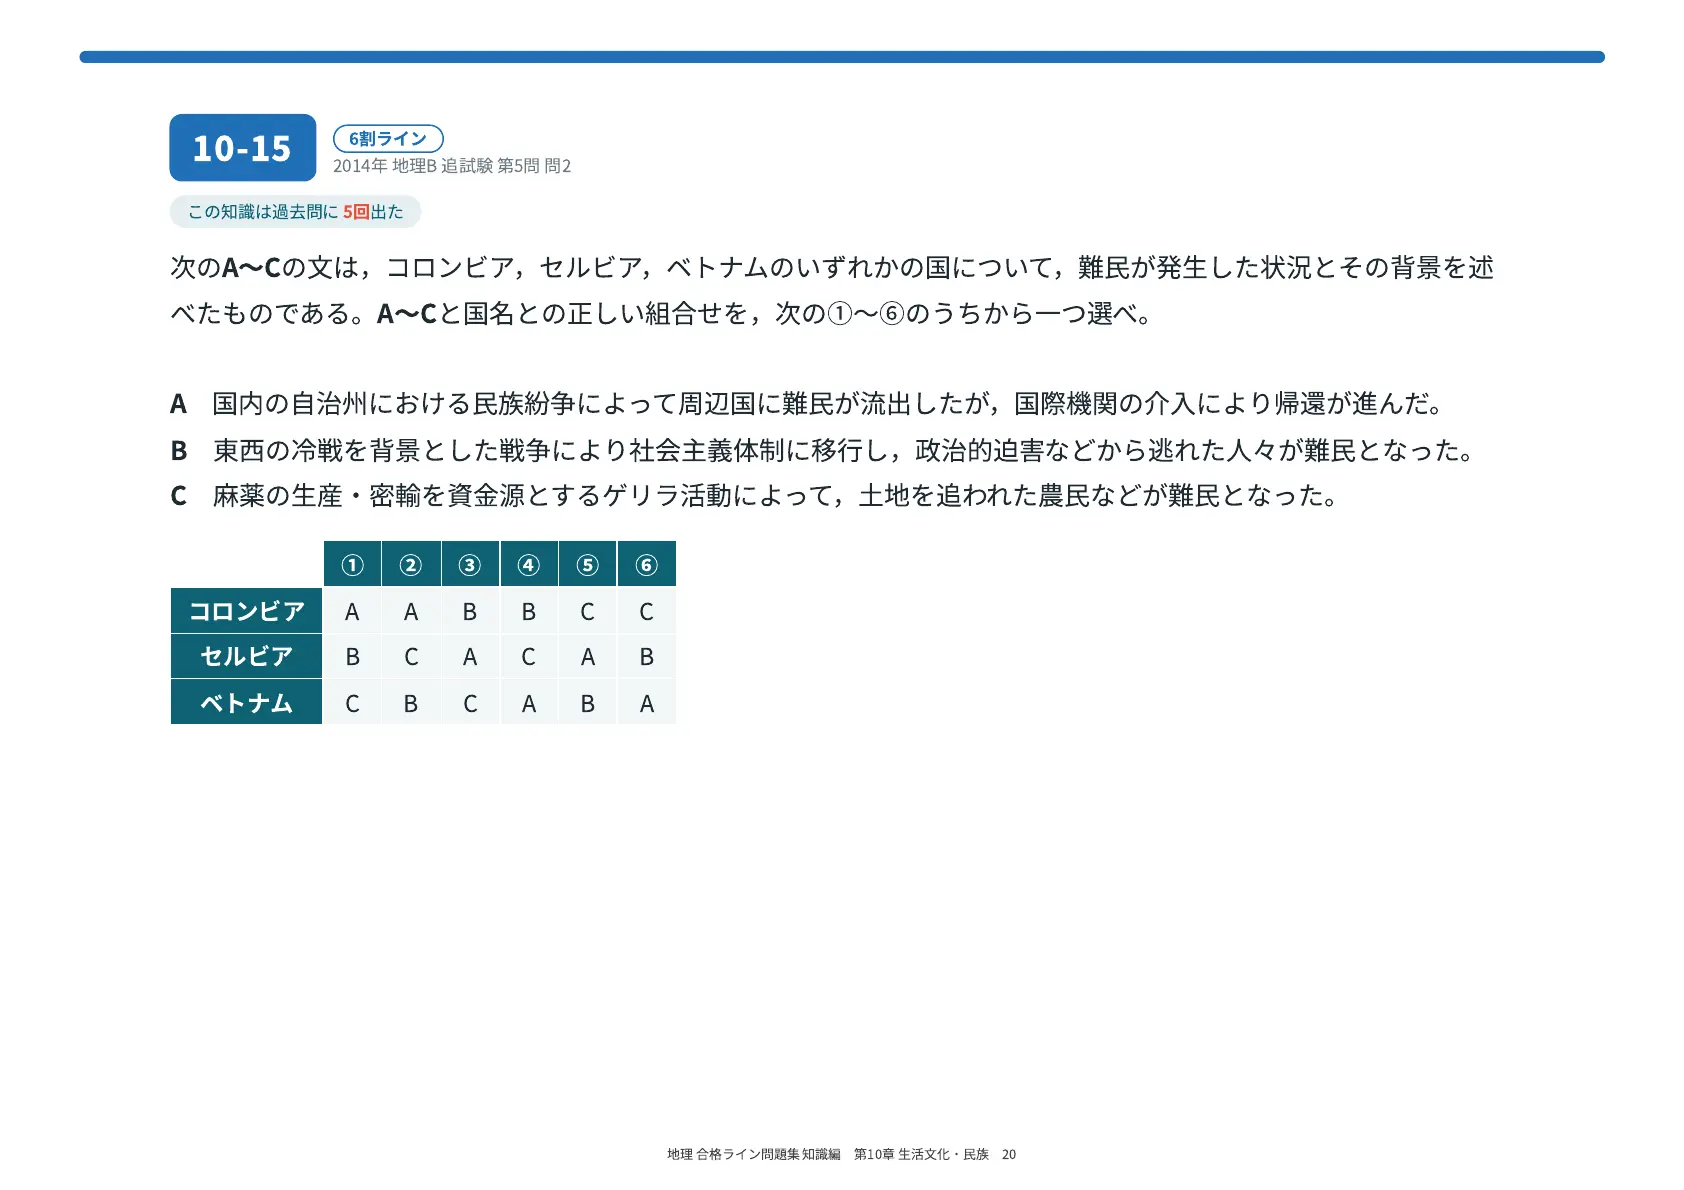 10-15
6割ライン
2014年 地理B 追試験 第5問 問2
この知識は過去問に 5回出た
次のA〜Cの文は，コロンビア，セルビア，ベトナムのいずれかの国について，難民が発生した状況とその背景を述
べたものである。A〜Cと国名との正しい組合せを，次の①〜⑥のうちから一つ選べ。
A　国内の自治州における民族紛争によって周辺国に難民が流出したが，国際機関の介入により帰還が進んだ。
B　東西の冷戦を背景とした戦争により社会主義体制に移行し，政治的迫害などから逃れた人々が難民となった。
C　麻薬の生産・密輸を資金源とするゲリラ活動によって，土地を追われた農民などが難民となった。
① ② ③ ④ ⑤ ⑥
コロンビア A A B B C C
セルビア B C A C A B
ベトナム C B C A B A
地理 合格ライン問題集 知識編　第10章 生活文化・民族　20